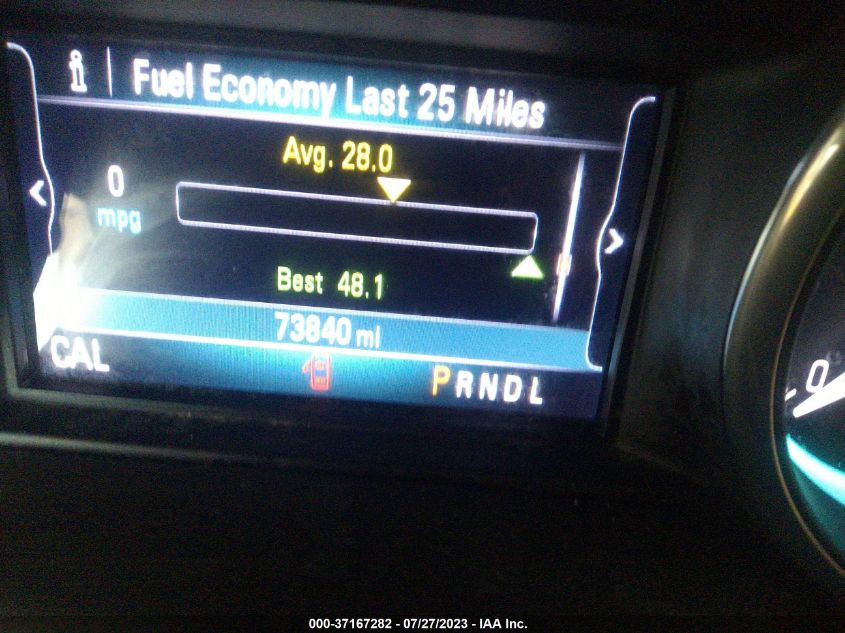 i | Fuel Economy Last 25 Miles
Avg. 28.0
0
mpg
< >
Best 48.1
73840 mi
CAL PRNDL
0
000-37167282 - 07/27/2023 - IAA Inc.